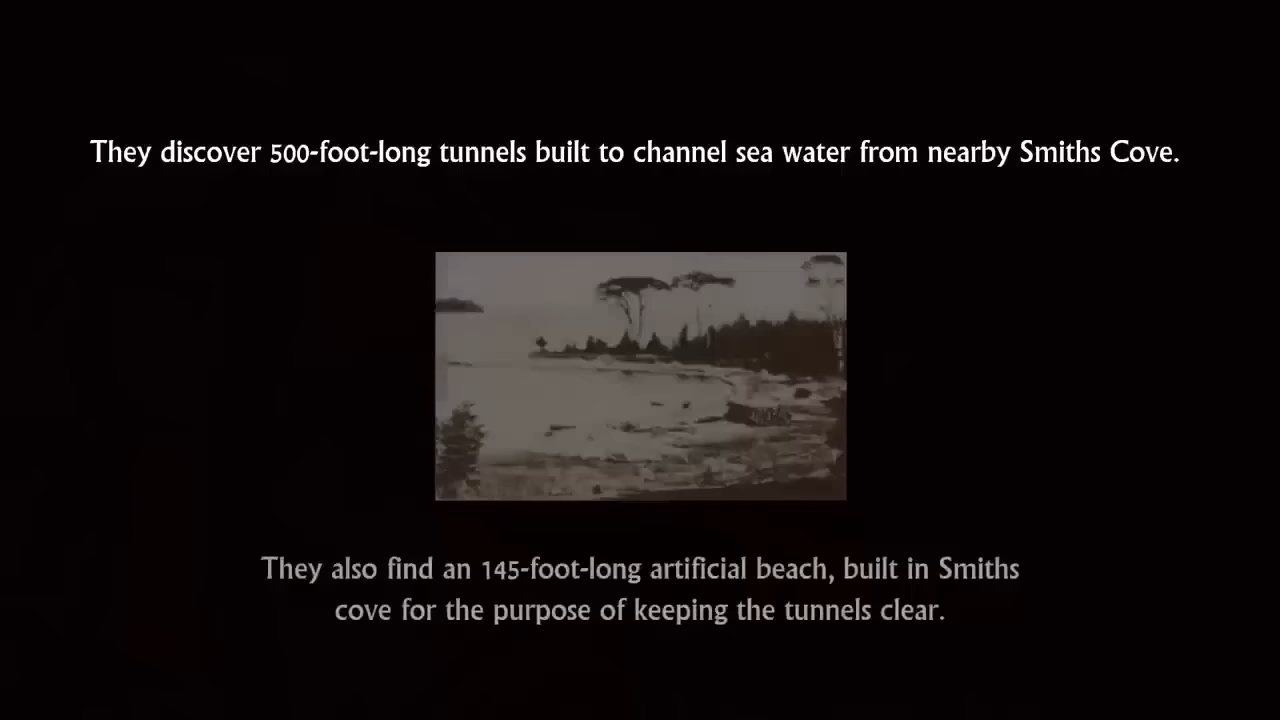 They discover 500-foot-long tunnels built to channel sea water from nearby Smiths Cove.
They also find an 145-foot-long artificial beach, built in Smiths
cove for the purpose of keeping the tunnels clear.